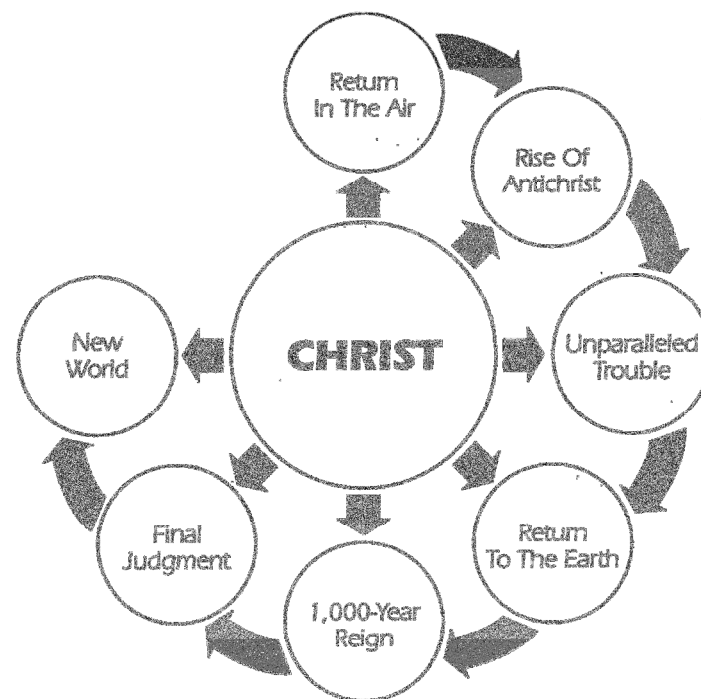 Return
In The Air
Rise Of
Antichrist
Unparalleled
Trouble
Return
To The Earth
1,000-Year
Reign
Final
Judgment
New
World
CHRIST